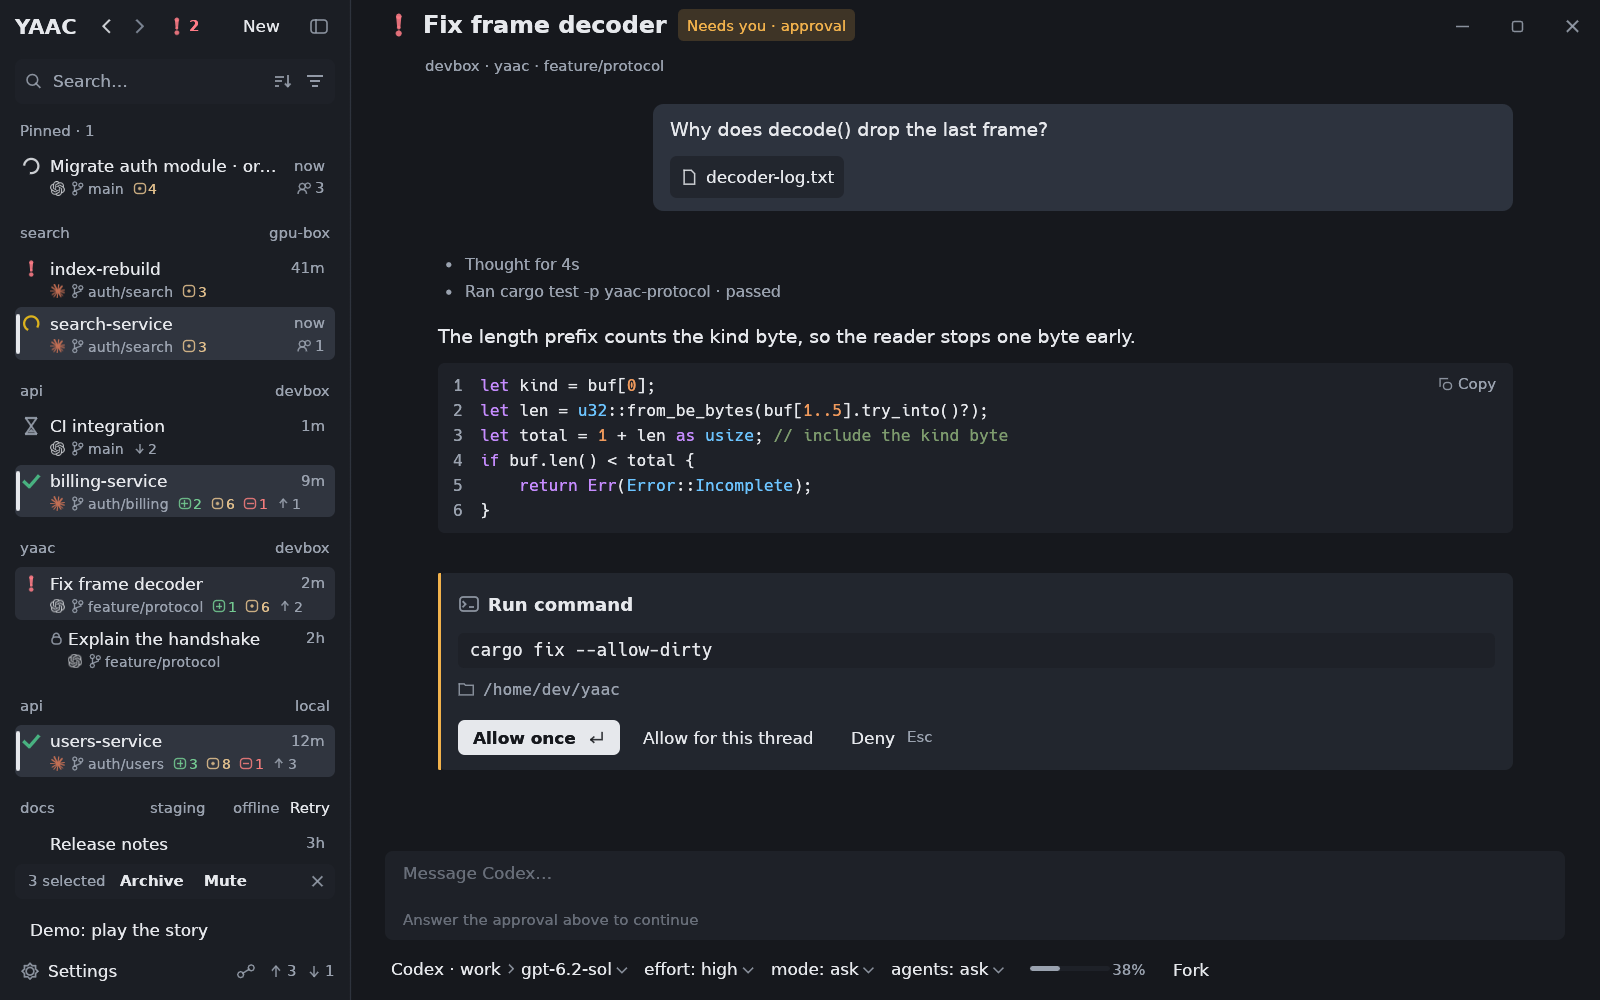 YAAC 2 New
Search…
Pinned · 1
Migrate auth module · or… now
main 4 3
search gpu-box
index-rebuild 41m
auth/search 3
search-service now
auth/search 3 1
api devbox
CI integration 1m
main ↓2
billing-service 9m
auth/billing 2 6 1 ↑1
yaac devbox
Fix frame decoder 2m
feature/protocol 1 6 ↑2
Explain the handshake 2h
feature/protocol
api local
users-service 12m
auth/users 3 8 1 ↑3
docs staging offline Retry
Release notes 3h
3 selected Archive Mute
Demo: play the story
Settings ↑3 ↓1
Fix frame decoder Needs you · approval
devbox · yaac · feature/protocol
Why does decode() drop the last frame?
decoder-log.txt
• Thought for 4s
• Ran cargo test -p yaac-protocol · passed
The length prefix counts the kind byte, so the reader stops one byte early.
Copy
1 let kind = buf[0];
2 let len = u32::from_be_bytes(buf[1..5].try_into()?);
3 let total = 1 + len as usize; // include the kind byte
4 if buf.len() < total {
5     return Err(Error::Incomplete);
6 }
Run command
cargo fix --allow-dirty
/home/dev/yaac
Allow once Allow for this thread Deny Esc
Message Codex…
Answer the approval above to continue
Codex · work gpt-6.2-sol effort: high mode: ask agents: ask 38% Fork